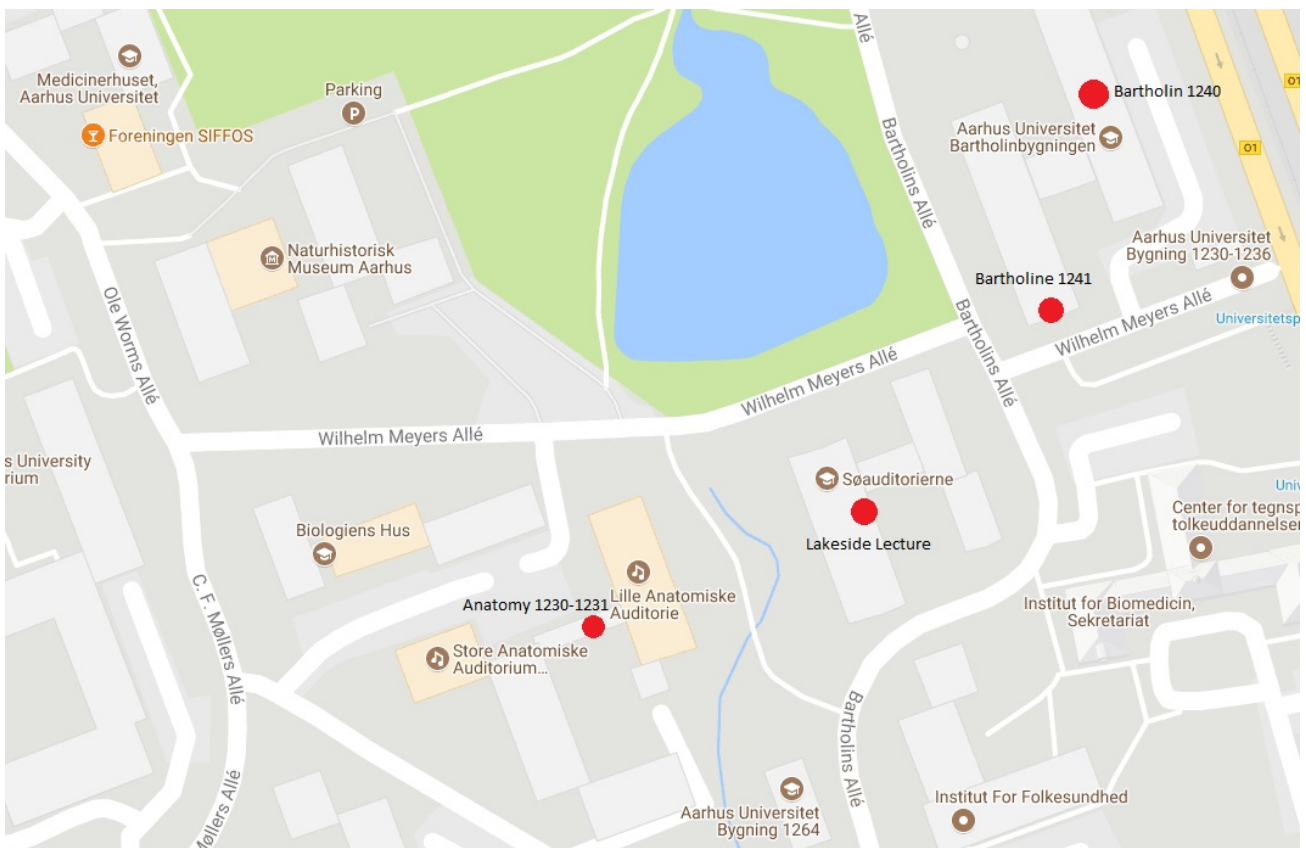 Medicinerhuset,
Aarhus Universitet
Foreningen SIFFOS
Parking
P
Allé
Bartholin 1240
O1
Bartholins Allé
Aarhus Universitet
Bartholinbygningen
O1
Naturhistorisk
Museum Aarhus
Aarhus Universitet
Bygning 1230-1236
Bartholine 1241
Universitetsp
Ole Worms Allé
Bartholins Allé
Wilhelm Meyers Allé
Wilhelm Meyers Allé
Wilhelm Meyers Allé
s University
rium
Søauditorierne
Univ
Center for tegnsp
tolkeuddannelser
Lakeside Lecture
Biologiens Hus
C. F. Møllers Allé
Anatomy 1230-1231
Lille Anatomiske
Auditorie
Institut for Biomedicin,
Sekretariat
Store Anatomiske
Auditorium...
Bartholins Allé
Møllers Allé
Aarhus Universitet
Bygning 1264
Institut For Folkesundhed